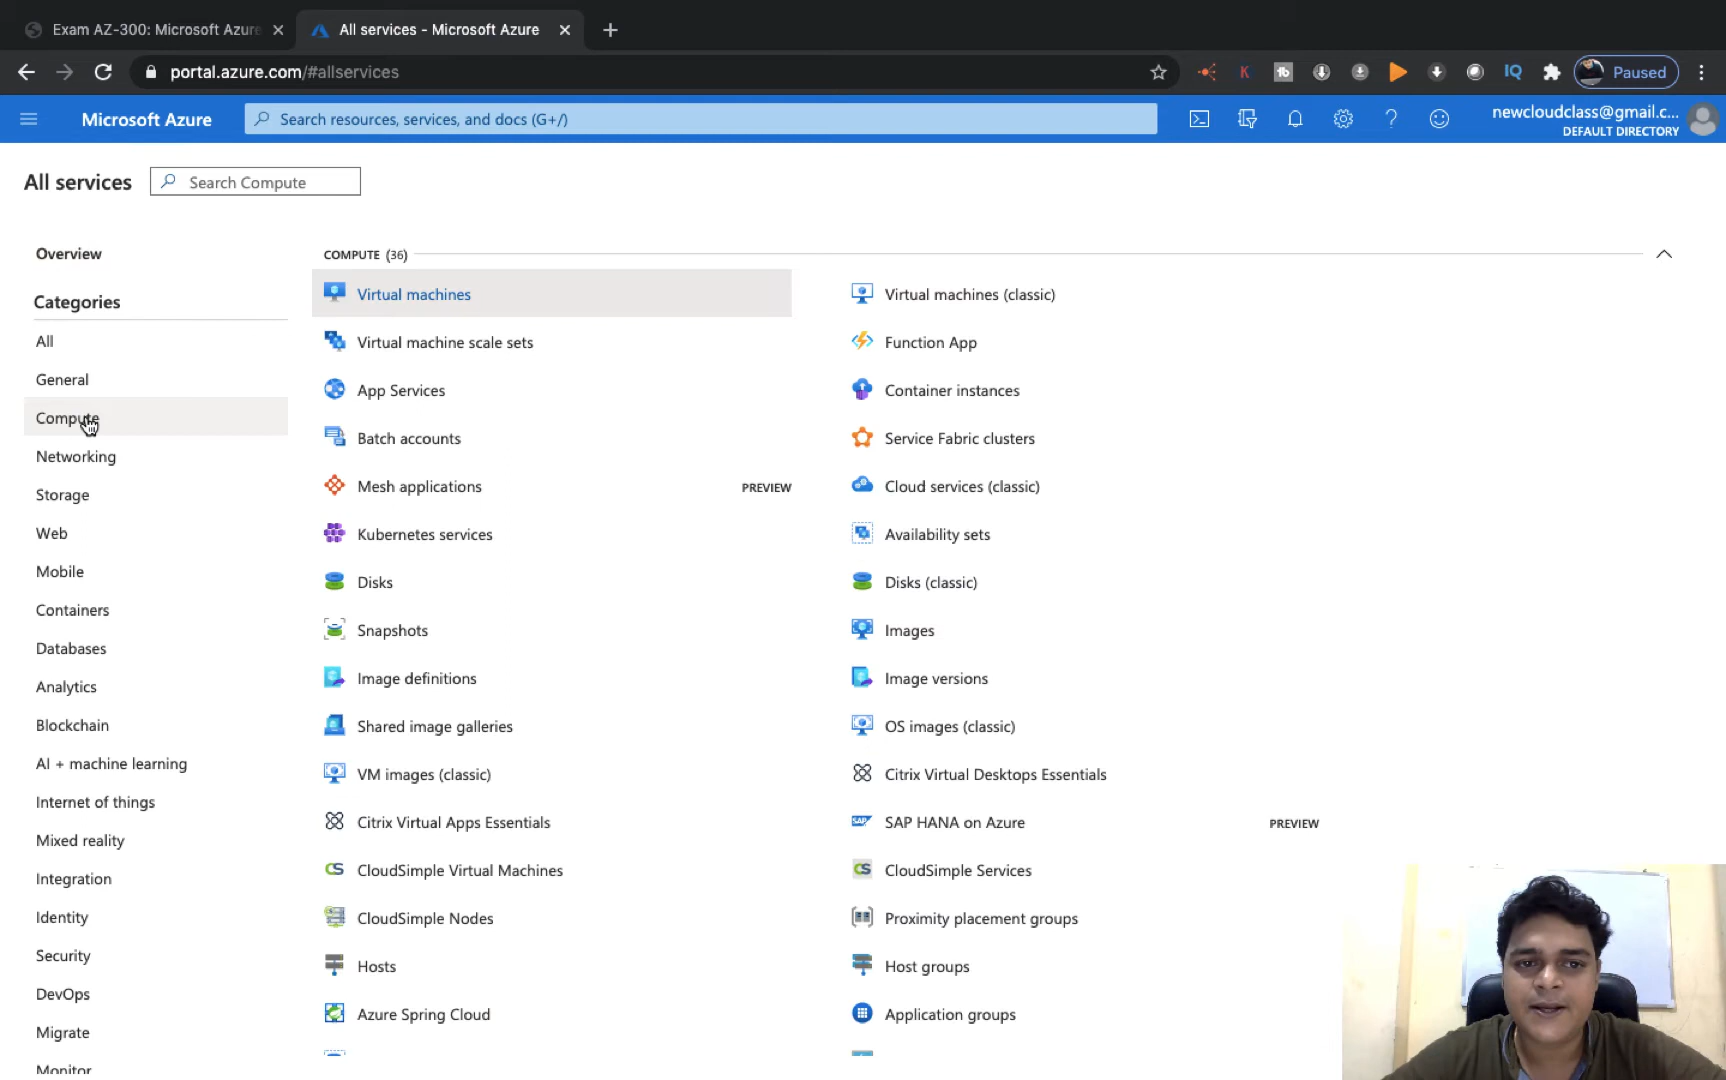 Exam AZ-300: Microsoft Azure
All services - Microsoft Azure
portal.azure.com/#allservices
K
tb
IQ
Paused
Microsoft Azure
Search resources, services, and docs (G+/)
newcloudclass@gmail.c...
DEFAULT DIRECTORY
All services
Search Compute
Overview
Categories
All
General
Compute
Networking
Storage
Web
Mobile
Containers
Databases
Analytics
Blockchain
AI + machine learning
Internet of things
Mixed reality
Integration
Identity
Security
DevOps
Migrate
Monitor
COMPUTE (36)
Virtual machines
Virtual machines (classic)
Virtual machine scale sets
Function App
App Services
Container instances
Batch accounts
Service Fabric clusters
Mesh applications PREVIEW
Cloud services (classic)
Kubernetes services
Availability sets
Disks
Disks (classic)
Snapshots
Images
Image definitions
Image versions
Shared image galleries
OS images (classic)
VM images (classic)
Citrix Virtual Desktops Essentials
Citrix Virtual Apps Essentials
SAP HANA on Azure PREVIEW
CS CloudSimple Virtual Machines
CS CloudSimple Services
CloudSimple Nodes
Proximity placement groups
Hosts
Host groups
Azure Spring Cloud
Application groups